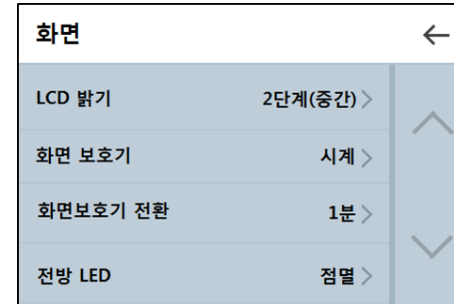 화면
LCD 밝기 2단계(중간)
화면 보호기 시계
화면보호기 전환 1분
전방 LED 점멸